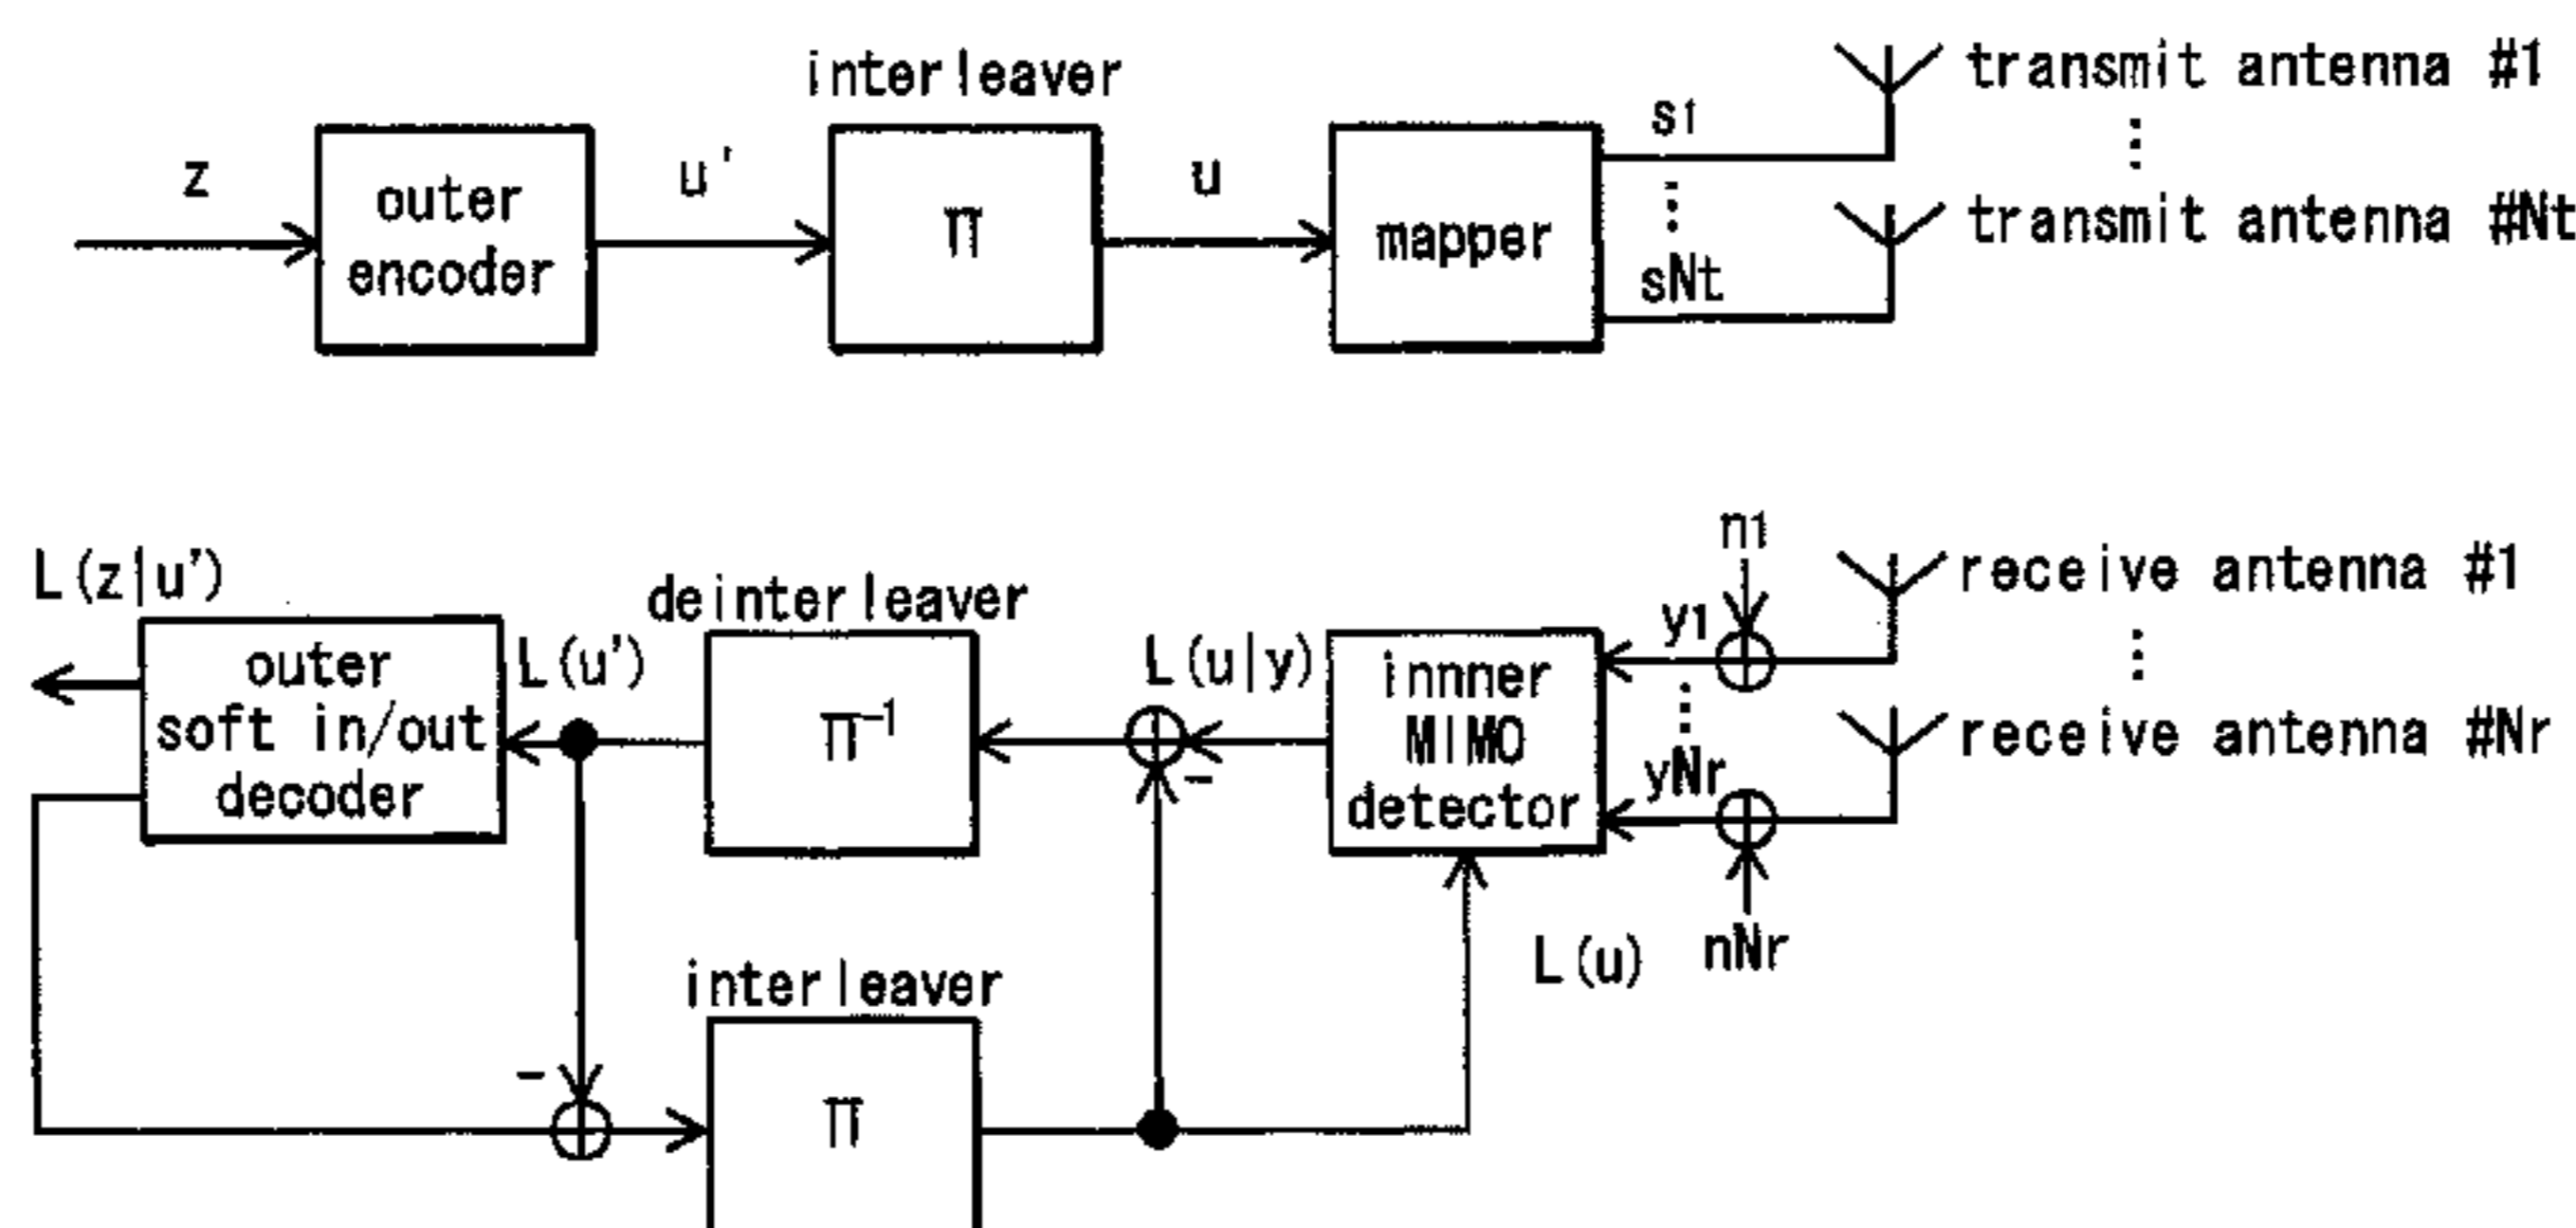 interleaver
transmit antenna #1
z
outer
encoder
u'
Π
u
mapper
s1
⋮
sNt
⋮
transmit antenna #Nt
L(z|u')
outer
soft in/out
decoder
L(u')
deinterleaver
Π-1
L(u|y)
-
innner
MIMO
detector
y1
⋮
yNr
n1
nNr
receive antenna #1
⋮
receive antenna #Nr
L(u)
-
interleaver
Π